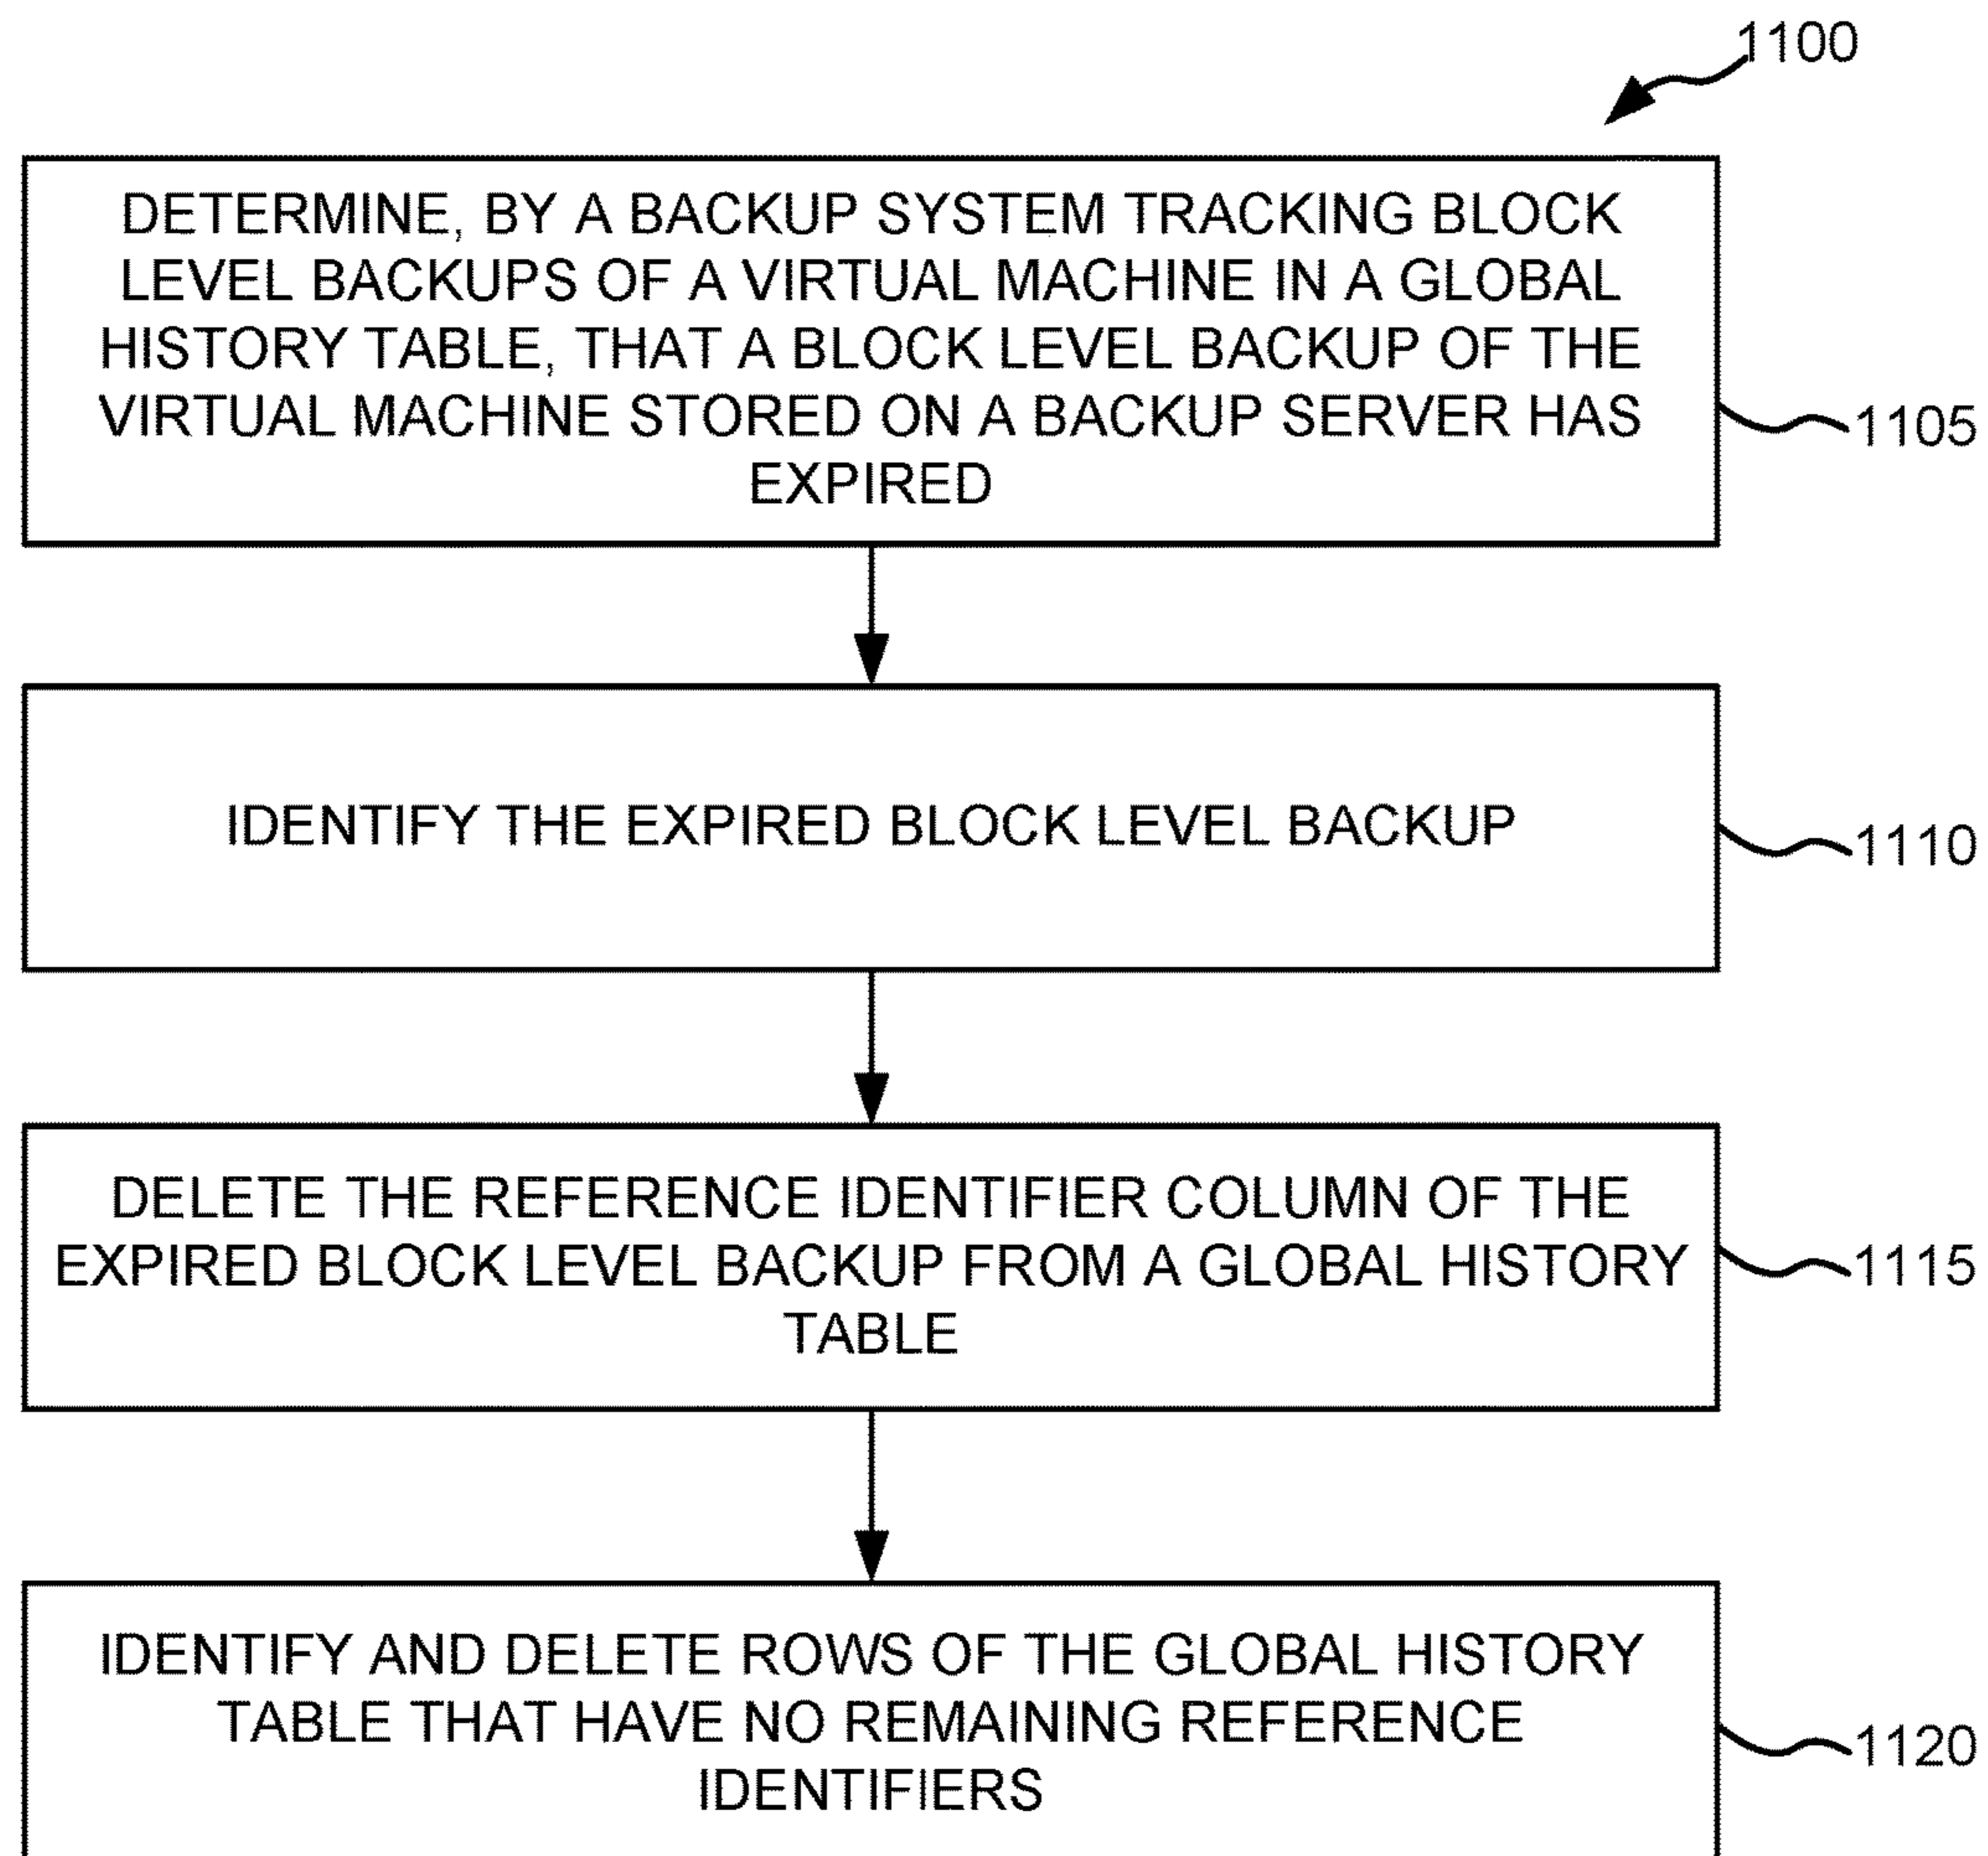 1100
DETERMINE, BY A BACKUP SYSTEM TRACKING BLOCK
LEVEL BACKUPS OF A VIRTUAL MACHINE IN A GLOBAL
HISTORY TABLE, THAT A BLOCK LEVEL BACKUP OF THE
VIRTUAL MACHINE STORED ON A BACKUP SERVER HAS
EXPIRED
1105
IDENTIFY THE EXPIRED BLOCK LEVEL BACKUP
1110
DELETE THE REFERENCE IDENTIFIER COLUMN OF THE
EXPIRED BLOCK LEVEL BACKUP FROM A GLOBAL HISTORY
TABLE
1115
IDENTIFY AND DELETE ROWS OF THE GLOBAL HISTORY
TABLE THAT HAVE NO REMAINING REFERENCE
IDENTIFIERS
1120